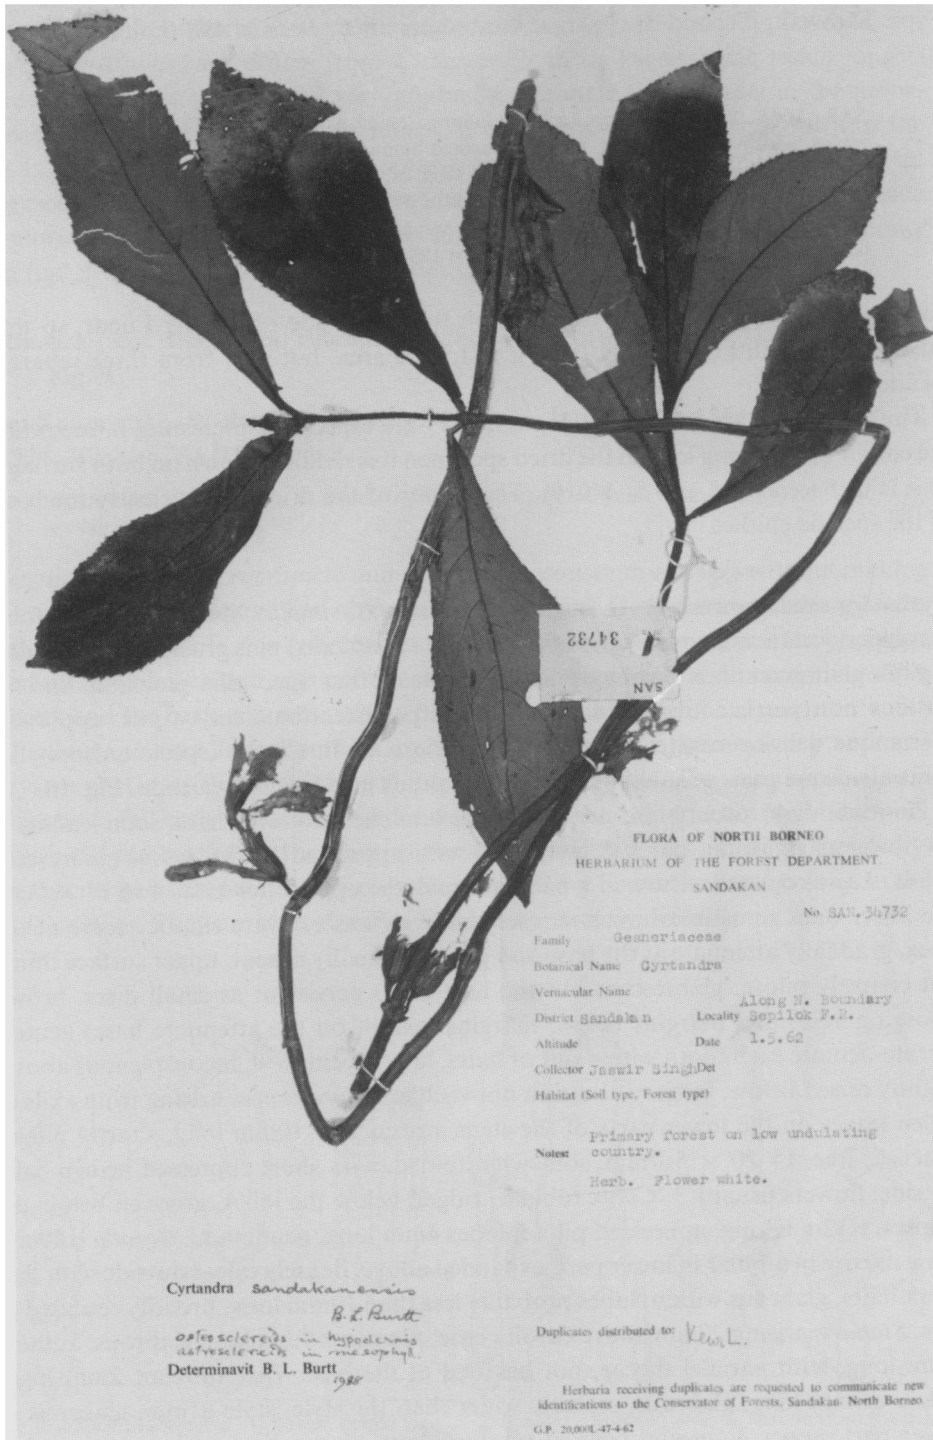 34732
SAN
FLORA OF NORTH BORNEO
HERBARIUM OF THE FOREST DEPARTMENT,
SANDAKAN
No. SAN. 34732
Family Gesneriaceae
Botanical Name Cyrtandra
Vernacular Name
Along N. Boundary
District Sandakan Locality Sepilok F.R.
Altitude Date 1.5.62
Collector Jaswir Singh Det
Habitat (Soil type, Forest type)
Notes: Primary forest on low undulating
country.
Herb. Flower white.
Cyrtandra sandakanensis
B.L. Burtt
osteosclereids in hypodermis
astrosclereids in mesophyl.
Determinavit B. L. Burtt
1988
Duplicates distributed to: Kew, L.
Herbaria receiving duplicates are requested to communicate new
identifications to the Conservator of Forests, Sandakan, North Borneo
G.P. 20,000L-47-4-62